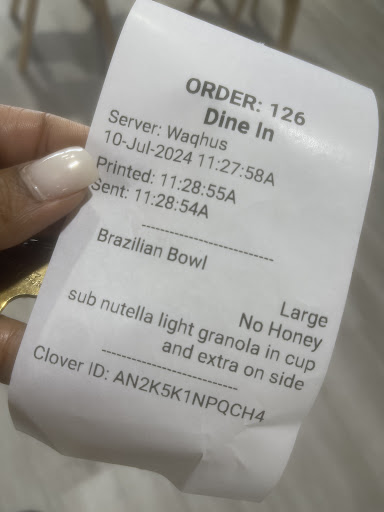 ORDER: 126
Dine In
Server: Waqhus
10-Jul-2024 11:27:58A
Printed: 11:28:55A
Sent: 11:28:54A
------------------------
Brazilian Bowl
Large
No Honey
sub nutella light granola in cup
and extra on side
------------------------
Clover ID: AN2K5K1NPQCH4